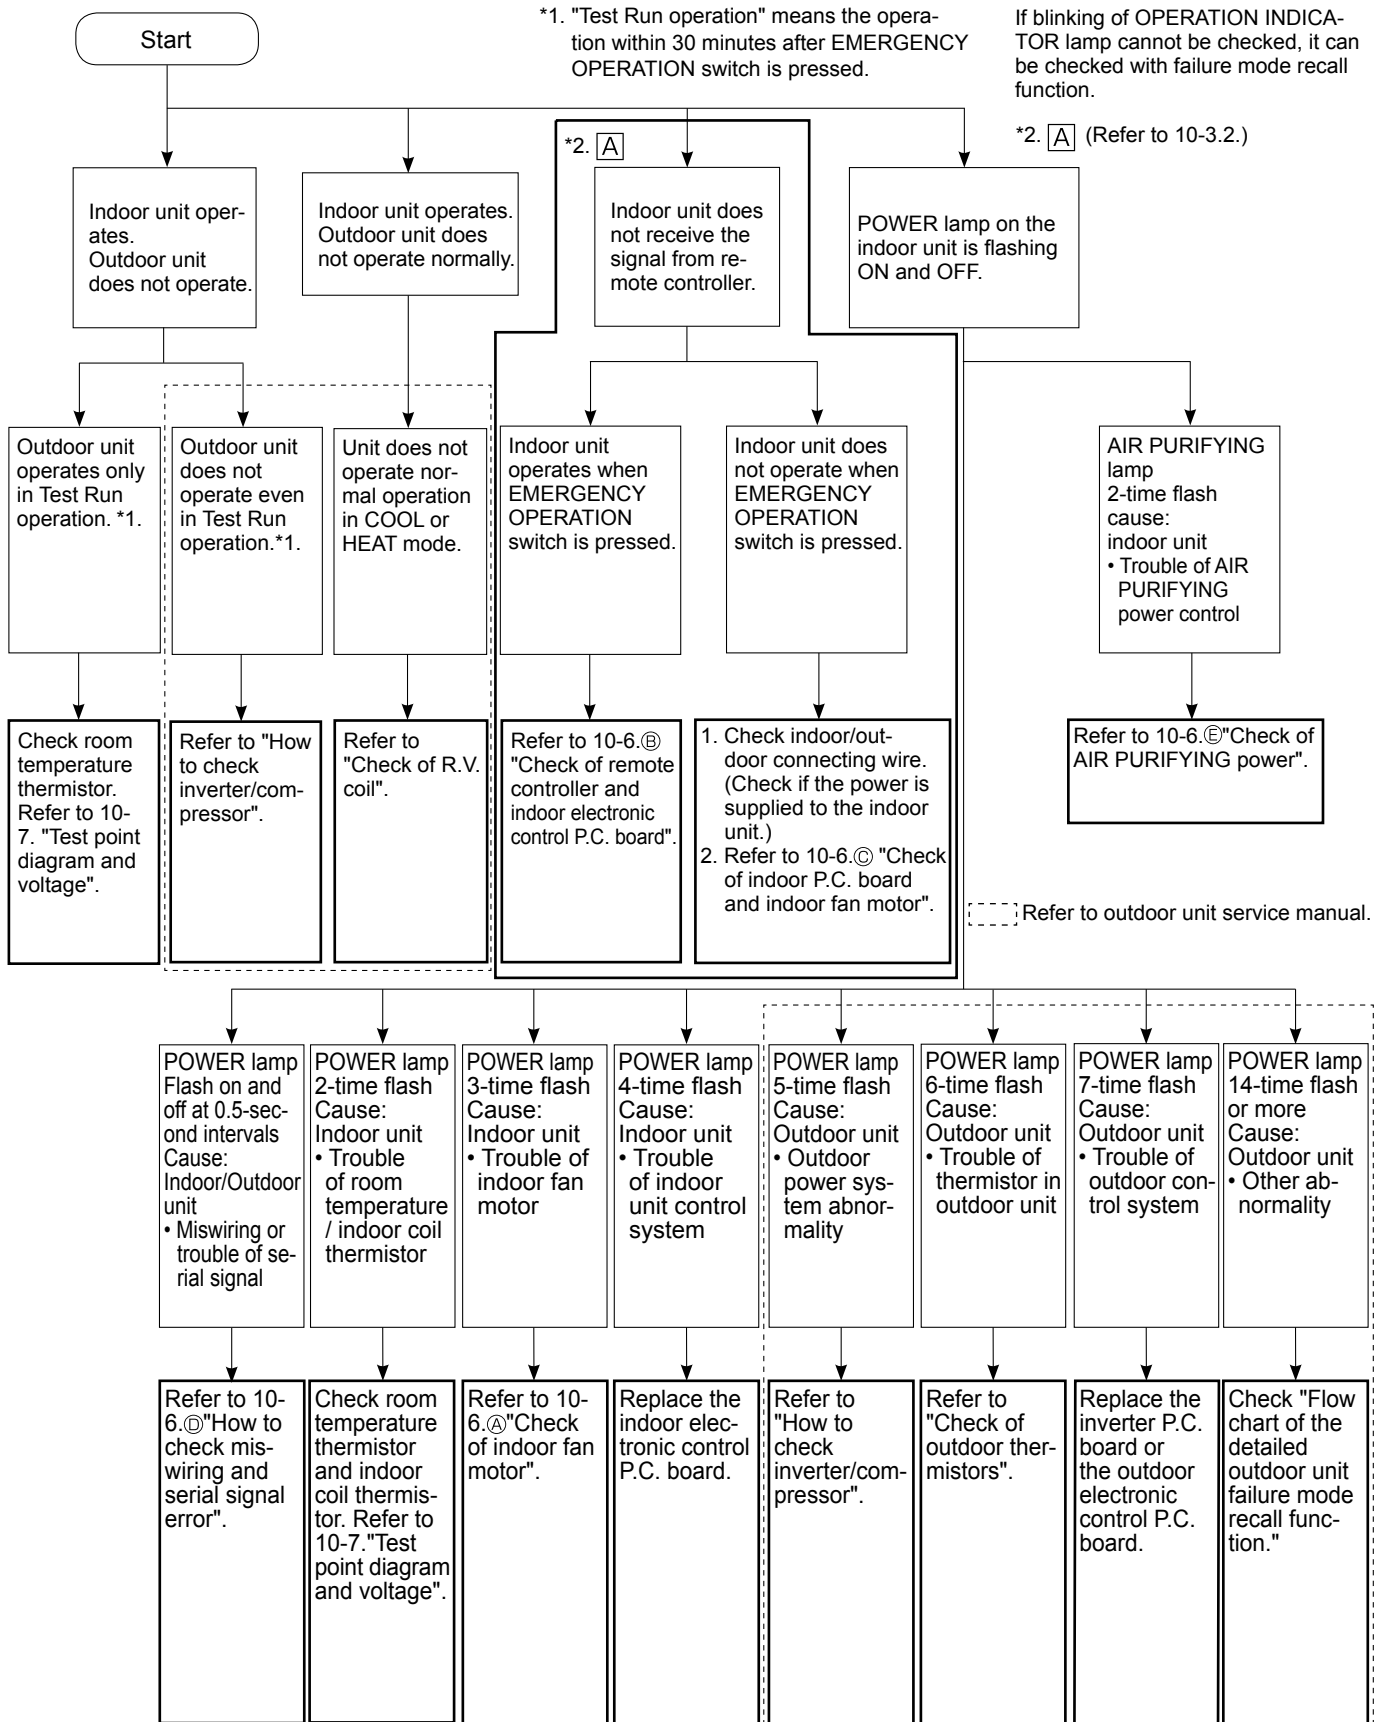 Start
*1. "Test Run operation" means the opera-
tion within 30 minutes after EMERGENCY
OPERATION switch is pressed.
If blinking of OPERATION INDICA-
TOR lamp cannot be checked, it can
be checked with failure mode recall
function.
*2. A (Refer to 10-3.2.)
*2. A
Indoor unit oper-
ates.
Outdoor unit
does not operate.
Indoor unit operates.
Outdoor unit does
not operate normally.
Indoor unit does
not receive the
signal from re-
mote controller.
POWER lamp on the
indoor unit is flashing
ON and OFF.
Outdoor unit
operates only
in Test Run
operation. *1.
Outdoor unit
does not
operate even
in Test Run
operation.*1.
Unit does not
operate nor-
mal operation
in COOL or
HEAT mode.
Indoor unit
operates when
EMERGENCY
OPERATION
switch is pressed.
Indoor unit does
not operate when
EMERGENCY
OPERATION
switch is pressed.
AIR PURIFYING
lamp
2-time flash
cause:
indoor unit
• Trouble of AIR
PURIFYING
power control
Check room
temperature
thermistor.
Refer to 10-
7. "Test point
diagram and
voltage".
Refer to "How
to check
inverter/com-
pressor".
Refer to
"Check of R.V.
coil".
Refer to 10-6.Ⓑ
"Check of remote
controller and
indoor electronic
control P.C. board".
1. Check indoor/out-
door connecting wire.
(Check if the power is
supplied to the indoor
unit.)
2. Refer to 10-6.Ⓒ "Check
of indoor P.C. board
and indoor fan motor".
Refer to 10-6.Ⓔ"Check of
AIR PURIFYING power".
Refer to outdoor unit service manual.
POWER lamp
Flash on and
off at 0.5-sec-
ond intervals
Cause:
Indoor/Outdoor
unit
• Miswiring or
trouble of se-
rial signal
POWER lamp
2-time flash
Cause:
Indoor unit
• Trouble
of room
temperature
/ indoor coil
thermistor
POWER lamp
3-time flash
Cause:
Indoor unit
• Trouble of
indoor fan
motor
POWER lamp
4-time flash
Cause:
Indoor unit
• Trouble
of indoor
unit control
system
POWER lamp
5-time flash
Cause:
Outdoor unit
• Outdoor
power sys-
tem abnor-
mality
POWER lamp
6-time flash
Cause:
Outdoor unit
• Trouble of
thermistor in
outdoor unit
POWER lamp
7-time flash
Cause:
Outdoor unit
• Trouble of
outdoor con-
trol system
POWER lamp
14-time flash
or more
Cause:
Outdoor unit
• Other ab-
normality
Refer to 10-
6.Ⓓ"How to
check mis-
wiring and
serial signal
error".
Check room
temperature
thermistor
and indoor
coil thermis-
tor. Refer to
10-7."Test
point diagram
and voltage".
Refer to 10-
6.Ⓐ"Check
of indoor fan
motor".
Replace the
indoor elec-
tronic control
P.C. board.
Refer to
"How to
check
inverter/com-
pressor".
Refer to
"Check of
outdoor ther-
mistors".
Replace the
inverter P.C.
board or
the outdoor
electronic
control P.C.
board.
Check "Flow
chart of the
detailed
outdoor unit
failure mode
recall func-
tion."